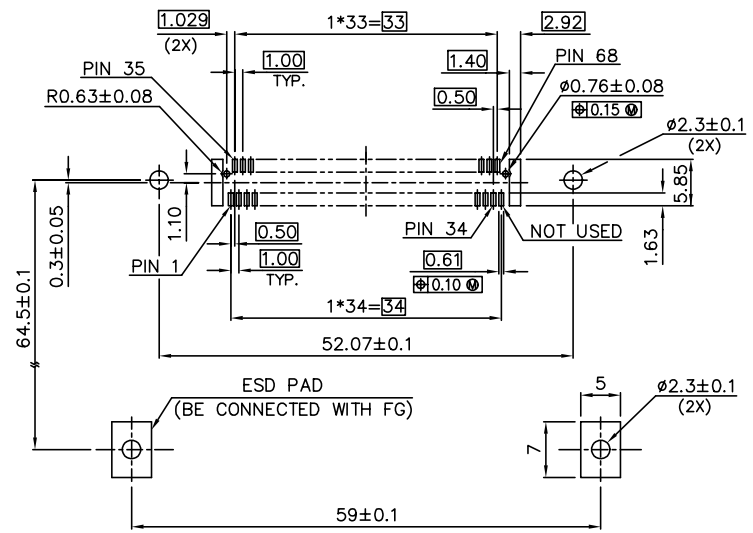 1.029
(2X)
1*33=33
2.92
PIN 35
1.00
TYP.
1.40
PIN 68
R0.63±0.08
0.50
ø0.76±0.08
⌖ 0.15 Ⓜ
ø2.3±0.1
(2X)
0.3±0.05
1.10
5.85
1.63
PIN 34
NOT USED
0.50
PIN 1
1.00
TYP.
0.61
⌖ 0.10 Ⓜ
1*34=34
64.5±0.1
52.07±0.1
ESD PAD
(BE CONNECTED WITH FG)
5
ø2.3±0.1
(2X)
7
59±0.1